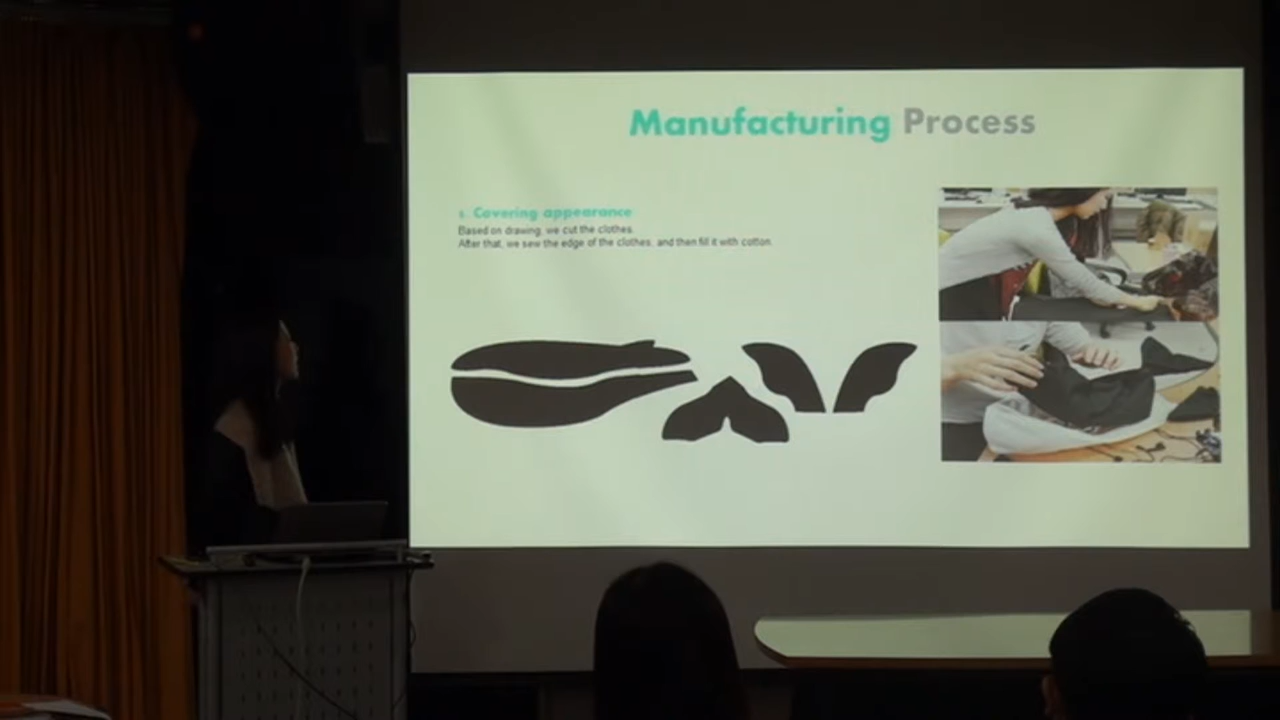 Manufacturing Process
Covering appearance
Based on drawing, we cut the clothes.
After that, we sew the edge of the clothes, and then fill it with cotton.